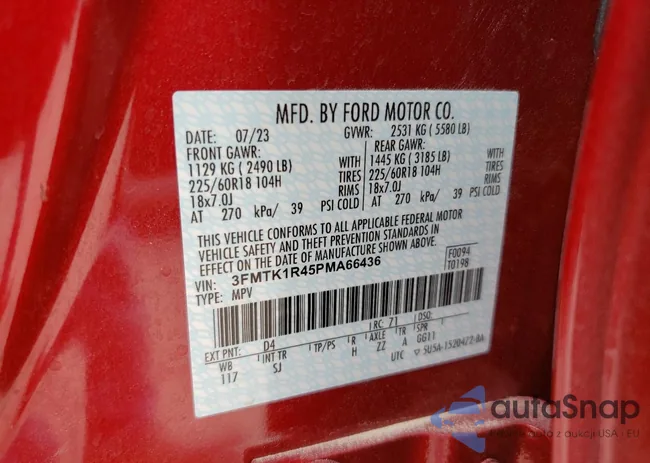 MFD. BY FORD MOTOR CO.
DATE: 07/23 GVWR: 2531 KG ( 5580 LB)
FRONT GAWR: REAR GAWR:
1129 KG ( 2490 LB) WITH 1445 KG ( 3185 LB) WITH
225/60R18 104H TIRES 225/60R18 104H TIRES
18x7.0J RIMS 18x7.0J RIMS
AT 270 kPa/ 39 PSI COLD AT 270 kPa/ 39 PSI COLD
THIS VEHICLE CONFORMS TO ALL APPLICABLE FEDERAL MOTOR
VEHICLE SAFETY AND THEFT PREVENTION STANDARDS IN
EFFECT ON THE DATE OF MANUFACTURE SHOWN ABOVE.
F0094
T0198
VIN: 3FMTK1R45PMA66436
TYPE: MPV
EXT PNT: D4 RC: 71 DSO:
WB INT TR TP/PS R AXLE TR SPR
117 SJ H ZZ A GG11
UTC
autoSnap
z aukcji USA - EU